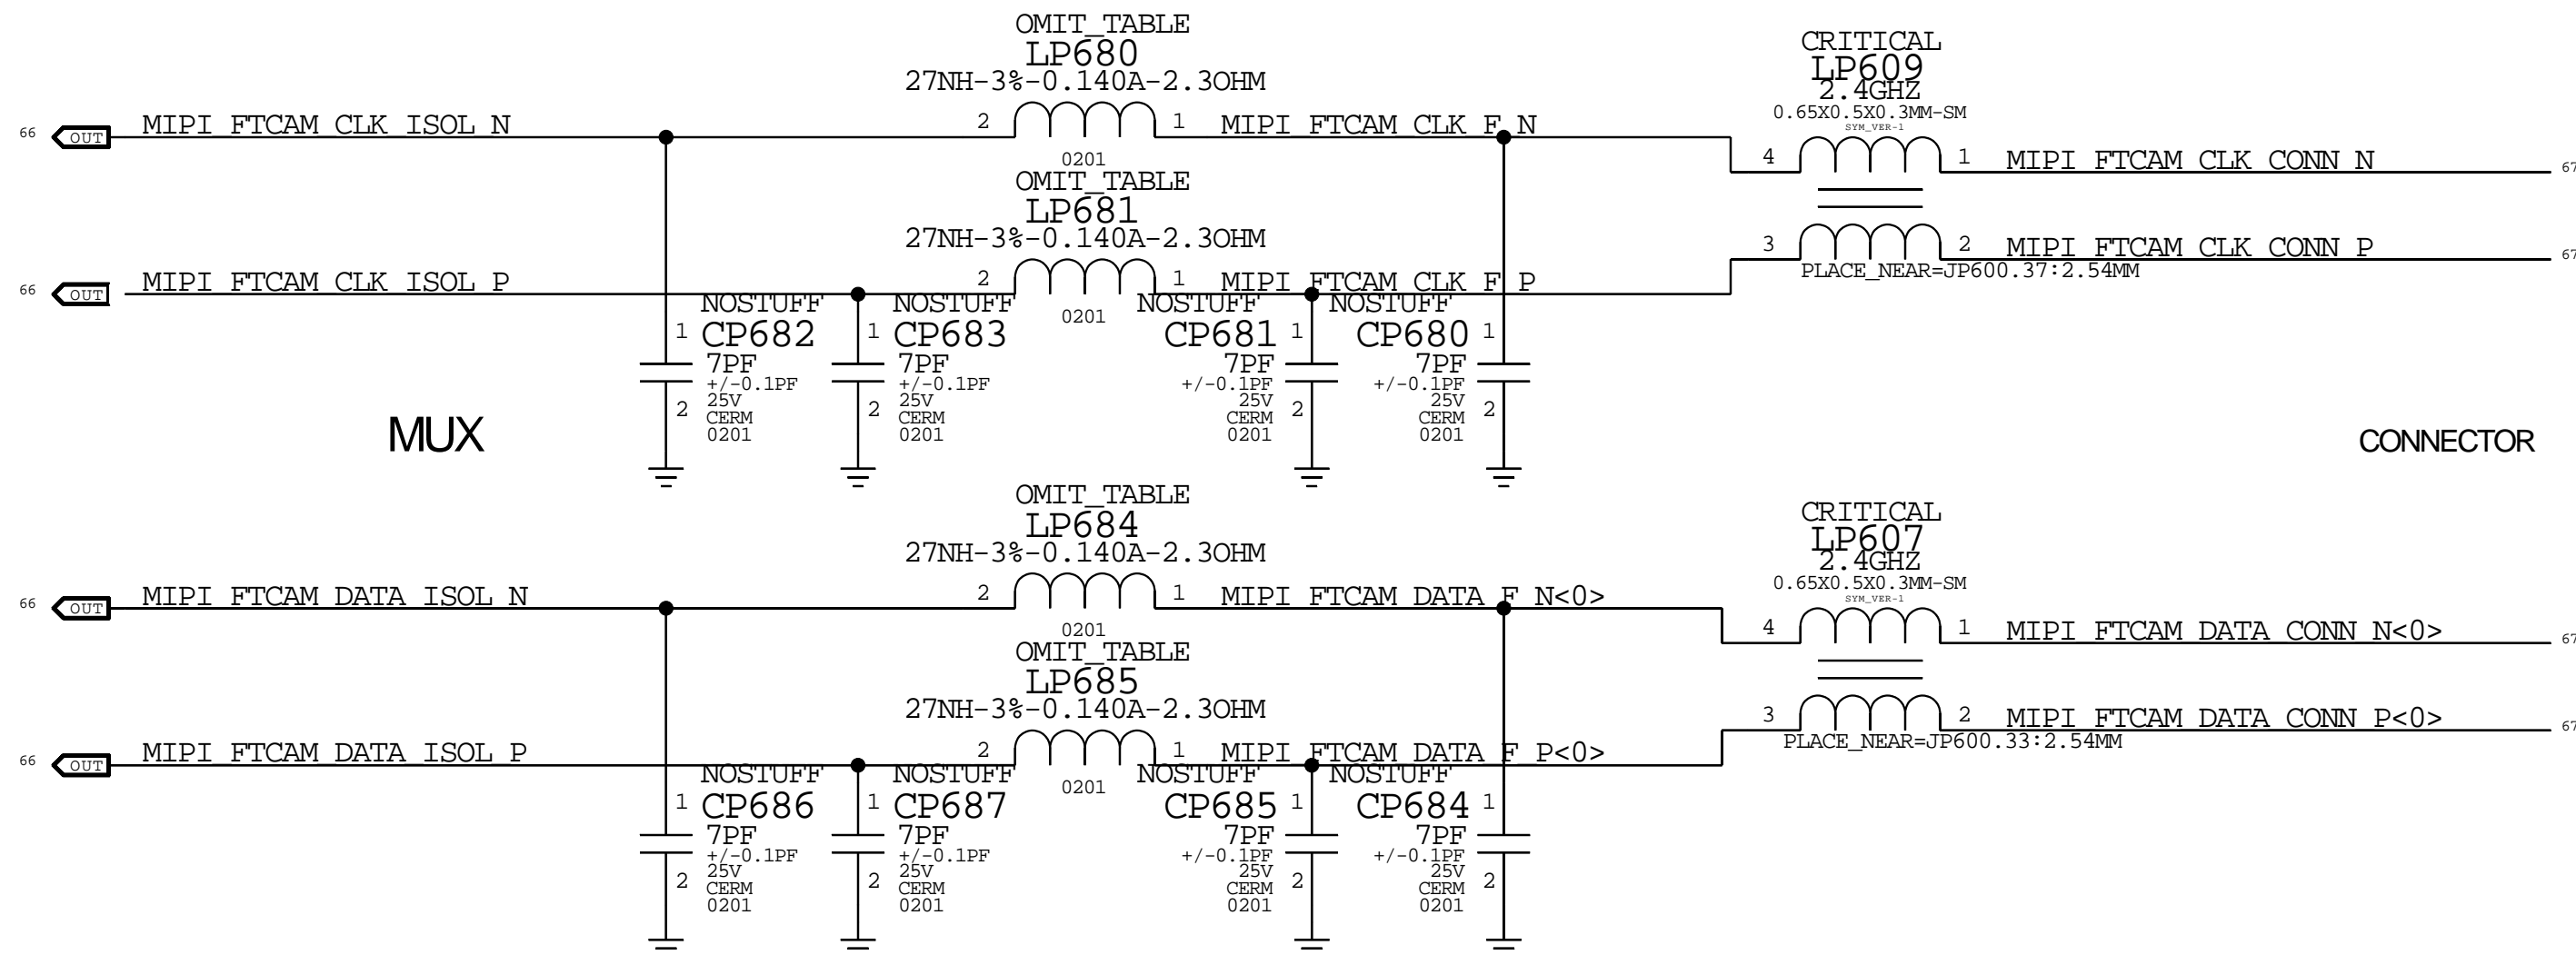 OMIT_TABLE
LP680
27NH-3%-0.140A-2.3OHM
CRITICAL
LP609
2.4GHZ
0.65X0.5X0.3MM-SM
SYM_VER-1
66 OUT MIPI_FTCAM_CLK_ISOL_N 2 1 MIPI_FTCAM_CLK_F_N
0201
4 1 MIPI_FTCAM_CLK_CONN_N 67
OMIT_TABLE
LP681
27NH-3%-0.140A-2.3OHM
3 2 MIPI_FTCAM_CLK_CONN_P 67
PLACE_NEAR=JP600.37:2.54MM
66 OUT MIPI_FTCAM_CLK_ISOL_P 2 1 MIPI_FTCAM_CLK_F_P
0201
NOSTUFF NOSTUFF NOSTUFF NOSTUFF
1 CP682 1 CP683 CP681 1 CP680 1
7PF 7PF 7PF 7PF
+/-0.1PF +/-0.1PF +/-0.1PF +/-0.1PF
25V 25V 25V 25V
2 2 2 2
CERM CERM CERM CERM
0201 0201 0201 0201
MUX
CONNECTOR
OMIT_TABLE
LP684
27NH-3%-0.140A-2.3OHM
CRITICAL
LP607
2.4GHZ
0.65X0.5X0.3MM-SM
SYM_VER-1
66 OUT MIPI_FTCAM_DATA_ISOL_N 2 1 MIPI_FTCAM_DATA_F_N<0>
0201
4 1 MIPI_FTCAM_DATA_CONN_N<0> 67
OMIT_TABLE
LP685
27NH-3%-0.140A-2.3OHM
3 2 MIPI_FTCAM_DATA_CONN_P<0> 67
PLACE_NEAR=JP600.33:2.54MM
66 OUT MIPI_FTCAM_DATA_ISOL_P 2 1 MIPI_FTCAM_DATA_F_P<0>
0201
NOSTUFF NOSTUFF NOSTUFF NOSTUFF
1 CP686 1 CP687 CP685 1 CP684 1
7PF 7PF 7PF 7PF
+/-0.1PF +/-0.1PF +/-0.1PF +/-0.1PF
25V 25V 25V 25V
2 2 2 2
CERM CERM CERM CERM
0201 0201 0201 0201